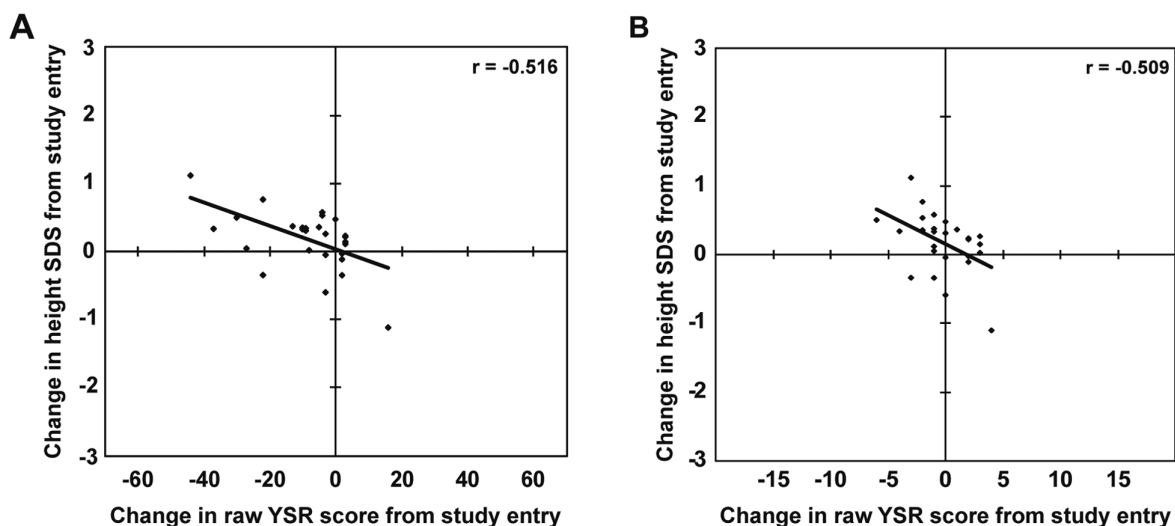 A
Change in height SDS from study entry
3
2
1
0
-1
-2
-3
r = -0.516
-60 -40 -20 0 20 40 60
Change in raw YSR score from study entry
B
Change in height SDS from study entry
3
2
1
0
-1
-2
-3
r = -0.509
-15 -10 -5 0 5 10 15
Change in raw YSR score from study entry